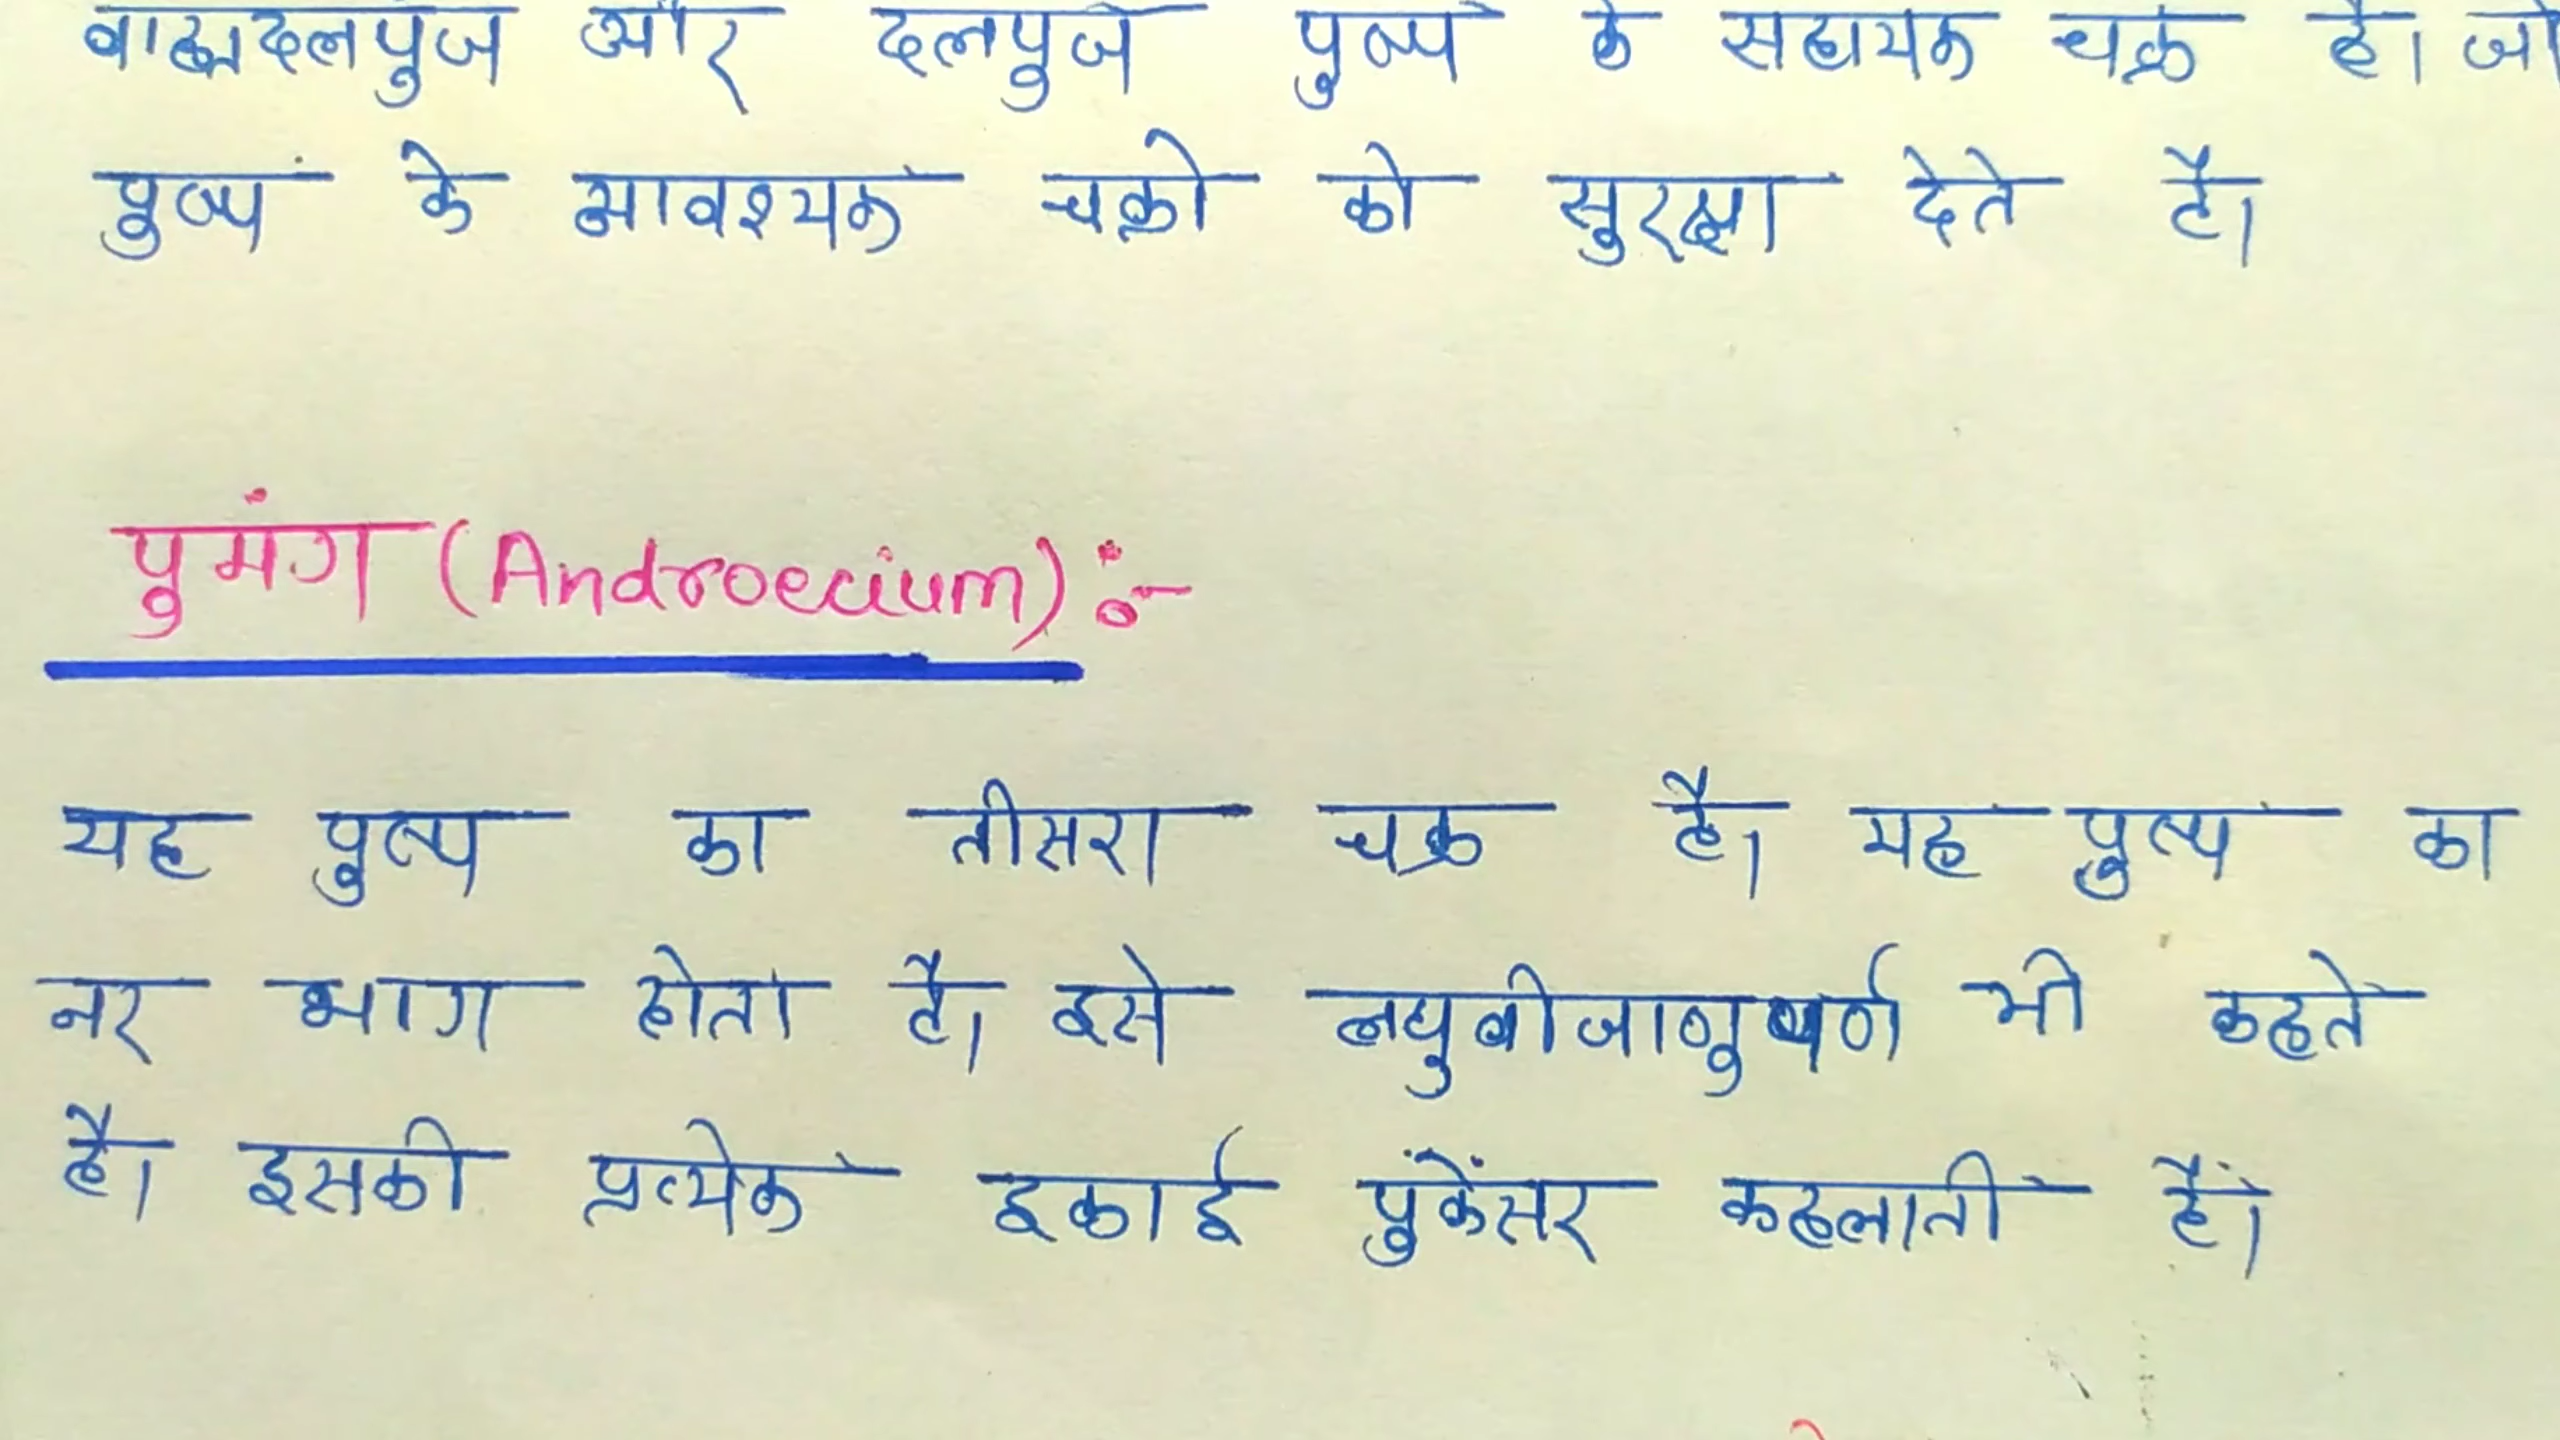 बाह्यदलपुंज और दलपुंज पुष्प के सहायक चक्र है। जो
पुष्प के आवश्यक चक्रो को सुरक्षा देते है।
पुमंग (Androecium) :-
यह पुष्प का तीसरा चक्र है। यह पुष्प का
नर भाग होता है। इसे लघुबीजाणुपर्ण भी कहते
है। इसकी प्रत्येक इकाई पुंकेंसर कहलाती हैं।